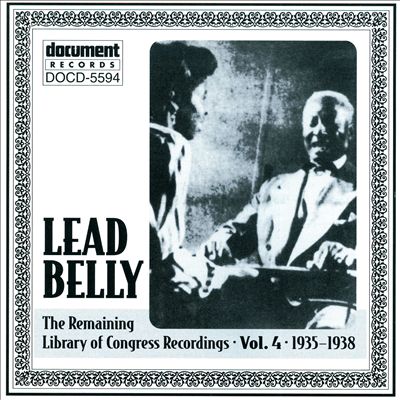 document
RECORDS
DOCD-5594
LEAD
BELLY
The Remaining
Library of Congress Recordings · Vol. 4 · 1935–1938